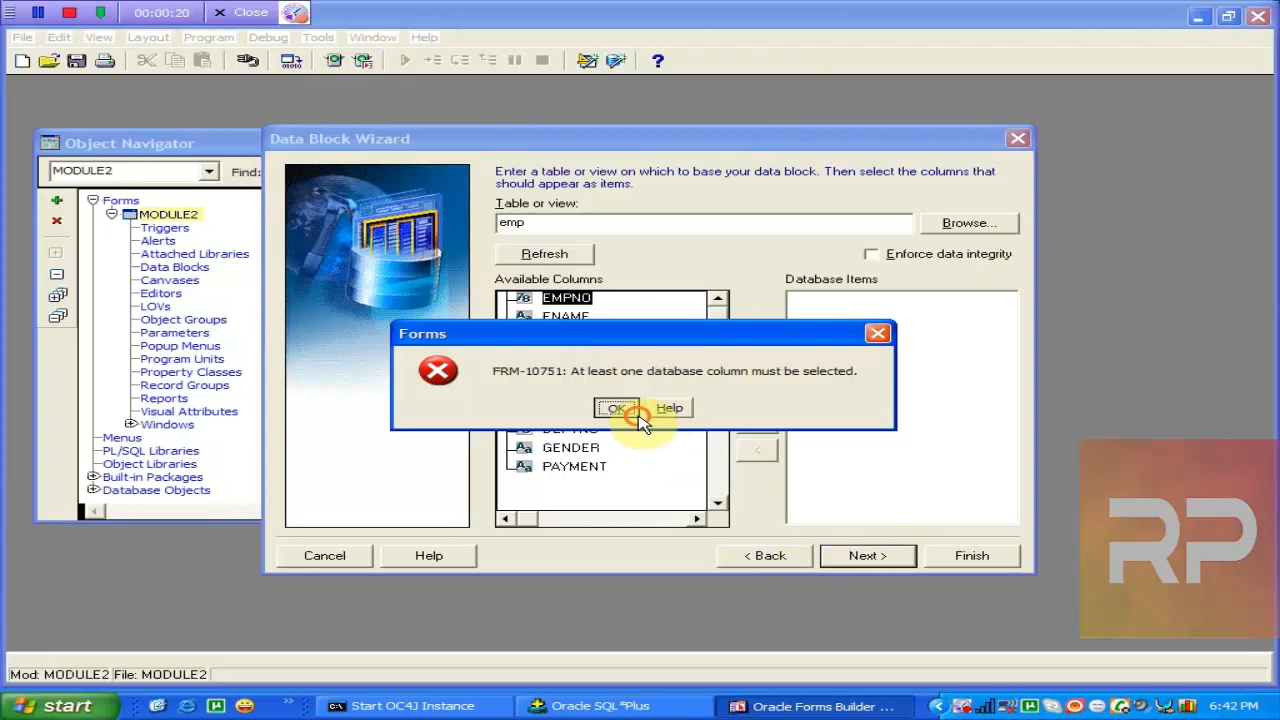 00:00:20
Close
File Edit View Layout Program Debug Tools Window Help
Object Navigator
MODULE2
Find:
Forms
MODULE2
Triggers
Alerts
Attached Libraries
Data Blocks
Canvases
Editors
LOVs
Object Groups
Parameters
Popup Menus
Program Units
Property Classes
Record Groups
Reports
Visual Attributes
Windows
Menus
PL/SQL Libraries
Object Libraries
Built-in Packages
Database Objects
Data Block Wizard
Enter a table or view on which to base your data block. Then select the columns that
should appear as items.
Table or view:
emp
Browse...
Refresh
Enforce data integrity
Available Columns
Database Items
EMPNO
ENAME
Forms
FRM-10751: At least one database column must be selected.
OK
Help
GENDER
PAYMENT
<
Cancel
Help
< Back
Next >
Finish
RP
Mod: MODULE2 File: MODULE2
start
Start OC4J Instance
Oracle SQL*Plus
Oracle Forms Builder ...
6:42 PM